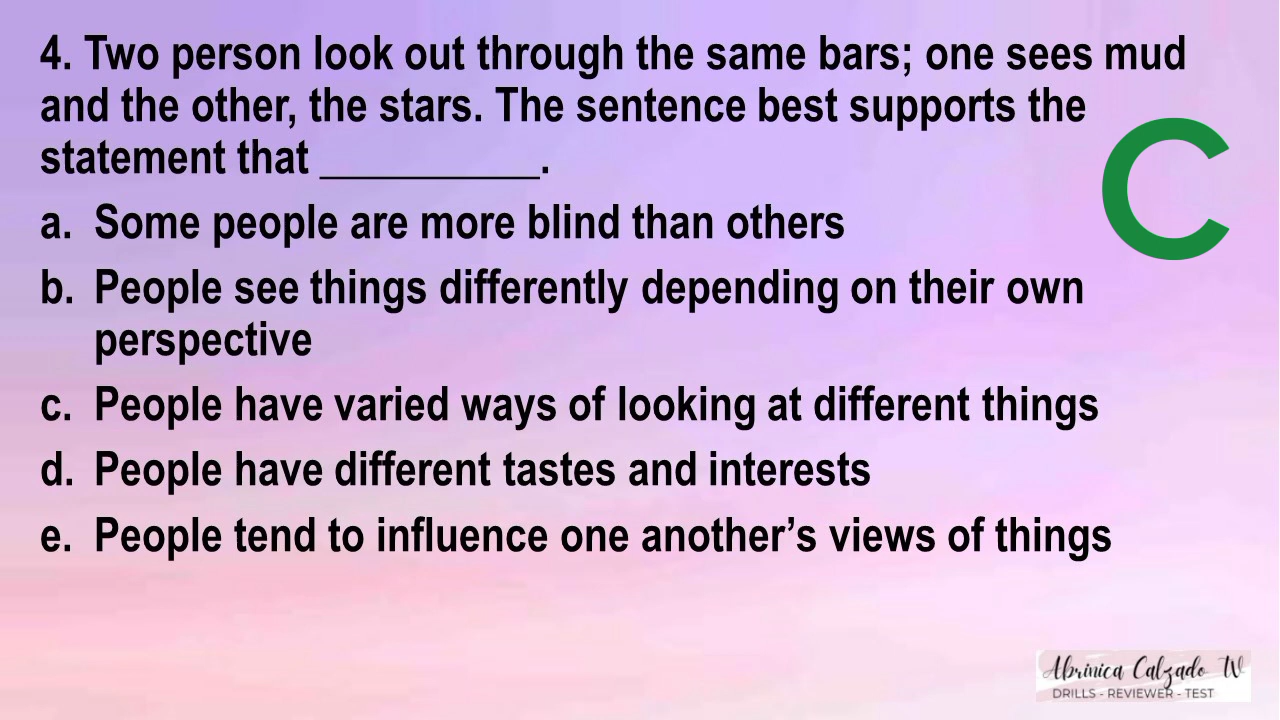 4. Two person look out through the same bars; one sees mud
and the other, the stars. The sentence best supports the
statement that __________.
C
a. Some people are more blind than others
b. People see things differently depending on their own
perspective
c. People have varied ways of looking at different things
d. People have different tastes and interests
e. People tend to influence one another’s views of things
Abrinica Calzado TV
DRILLS - REVIEWER - TEST